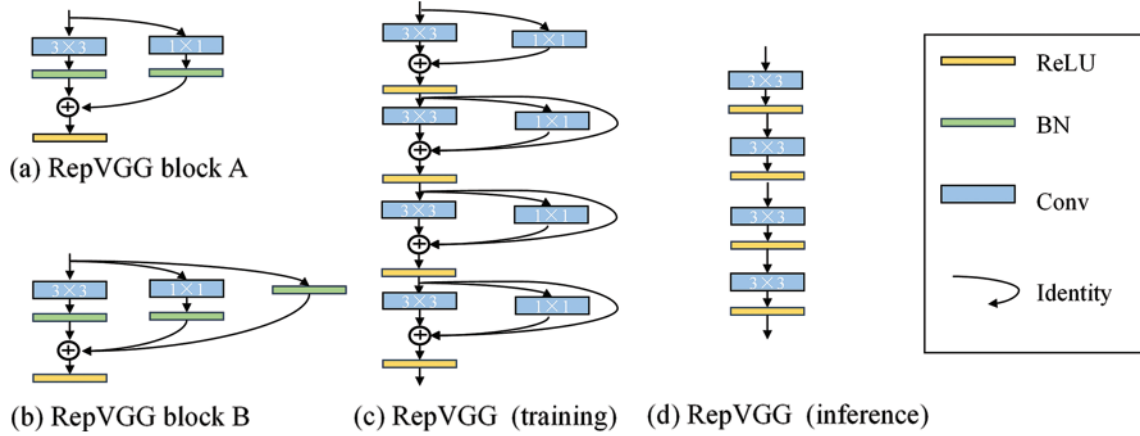 3×3
1×1
(a) RepVGG block A
3×3
1×1
(b) RepVGG block B
3×3
1×1
3×3
1×1
3×3
1×1
3×3
1×1
(c) RepVGG (training)
3×3
3×3
3×3
3×3
(d) RepVGG (inference)
ReLU
BN
Conv
Identity